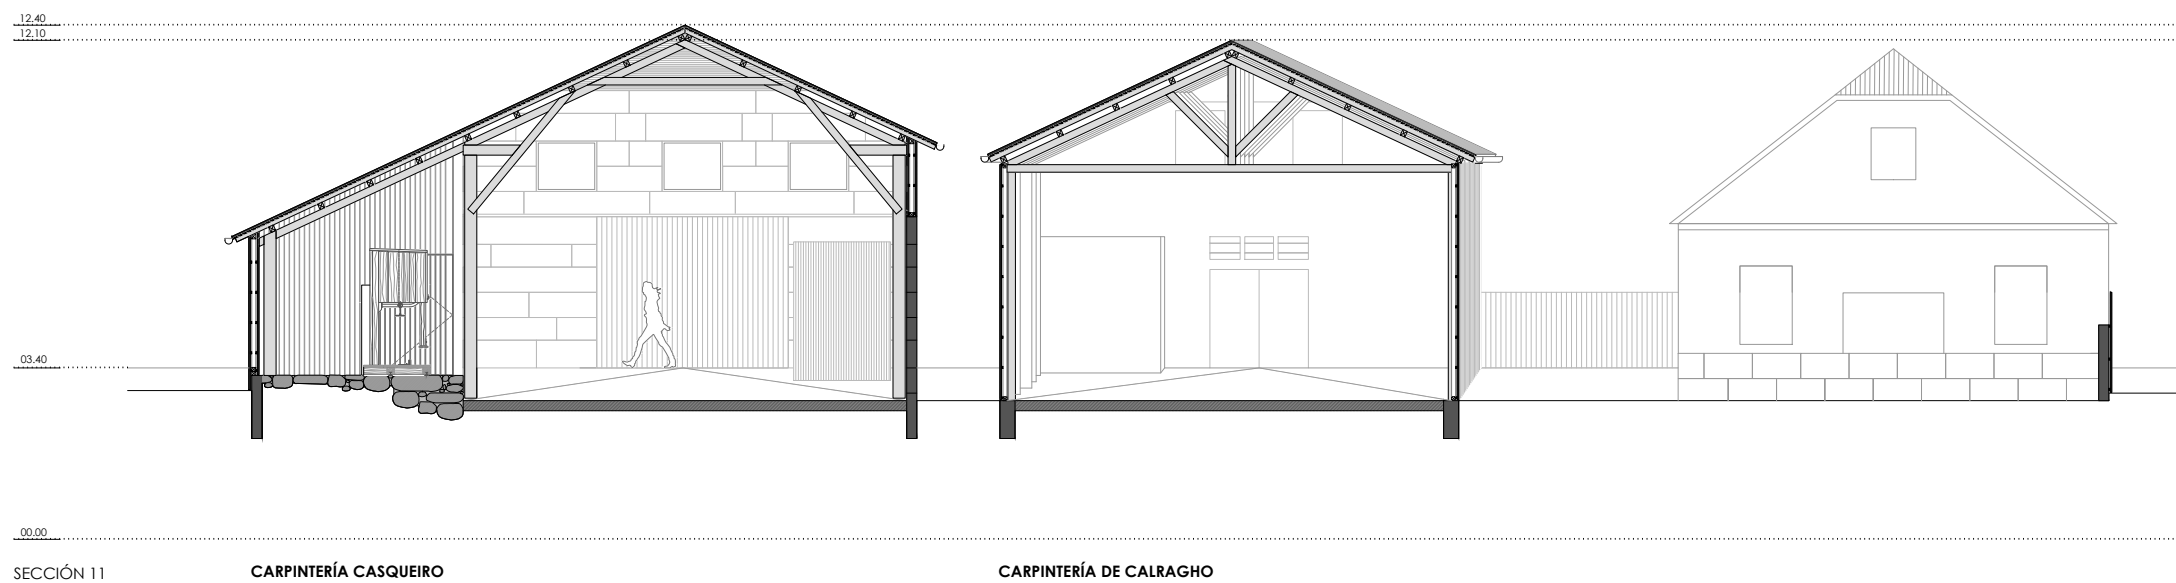 12.40
12.10
03.40
00.00
SECCIÓN 11
CARPINTERÍA CASQUEIRO
CARPINTERÍA DE CALRAGHO